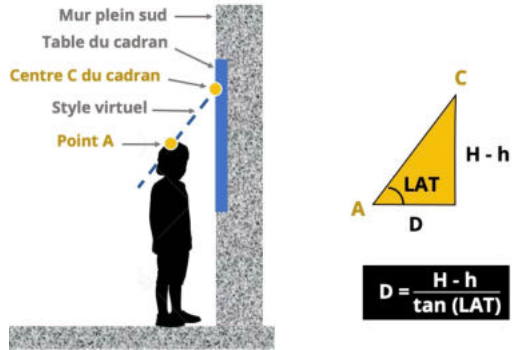 Mur plein sud
Table du cadran
Centre C du cadran
Style virtuel
Point A
C
H - h
LAT
A
D
D = H - h
tan (LAT)